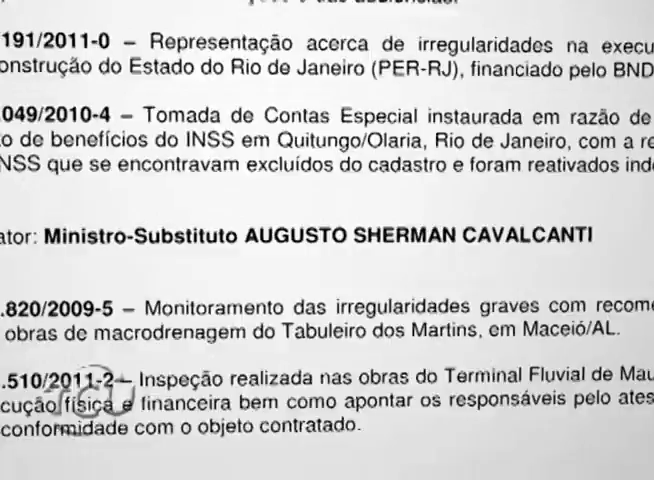 191/2011-0 – Representação acerca de irregularidades na execu
onstrução do Estado do Rio de Janeiro (PER-RJ), financiado pelo BND
.049/2010-4 – Tomada de Contas Especial instaurada em razão de
o de benefícios do INSS em Quitungo/Olaria, Rio de Janeiro, com a re
NSS que se encontravam excluídos do cadastro e foram reativados ind
ator: Ministro-Substituto AUGUSTO SHERMAN CAVALCANTI
.820/2009-5 – Monitoramento das irregularidades graves com recome
obras de macrodrenagem do Tabuleiro dos Martins, em Maceió/AL.
.510/2011-2 – Inspeção realizada nas obras do Terminal Fluvial de Mau
cução física e financeira bem como apontar os responsáveis pelo ates
conformidade com o objeto contratado.